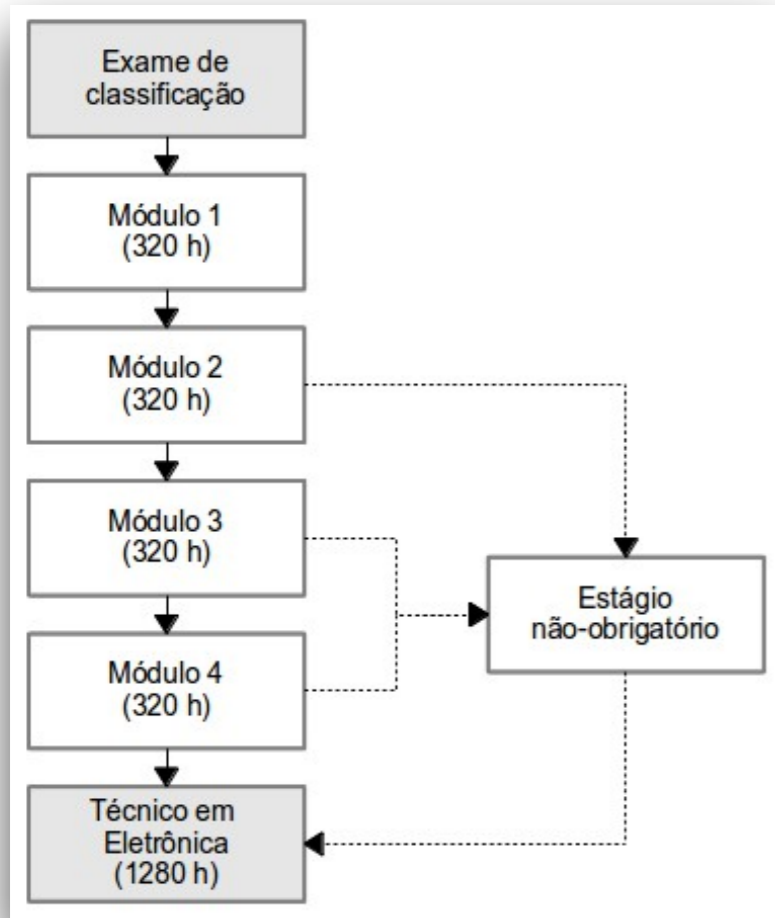 Exame de
classificação
Módulo 1
(320 h)
Módulo 2
(320 h)
Módulo 3
(320 h)
Módulo 4
(320 h)
Estágio
não-obrigatório
Técnico em
Eletrônica
(1280 h)